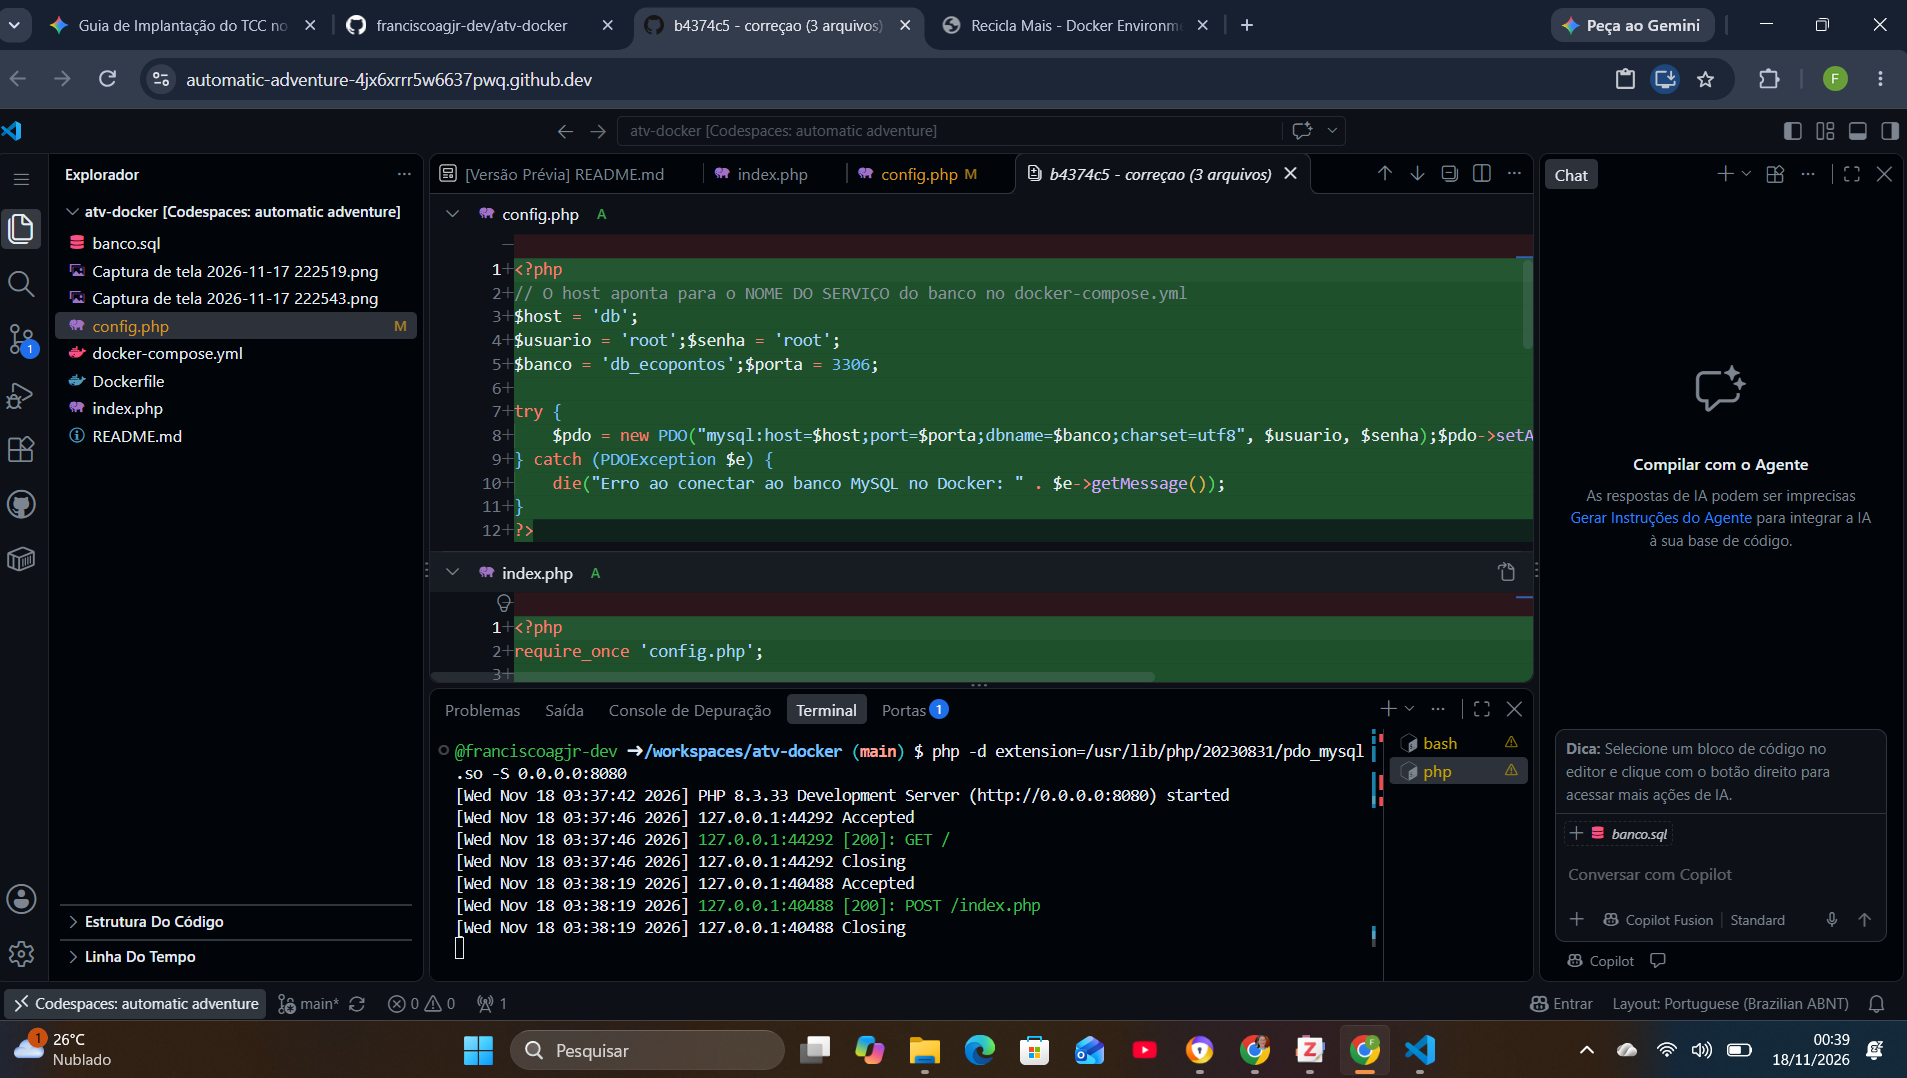 Guia de Implantação do TCC no
franciscoagjr-dev/atv-docker
b4374c5 - correçao (3 arquivos)
Recicla Mais - Docker Environme
Peça ao Gemini
automatic-adventure-4jx6xrrr5w6637pwq.github.dev
F
atv-docker [Codespaces: automatic adventure]
Explorador
atv-docker [Codespaces: automatic adventure]
banco.sql
Captura de tela 2026-11-17 222519.png
Captura de tela 2026-11-17 222543.png
config.php M
docker-compose.yml
Dockerfile
index.php
README.md
1
Estrutura Do Código
Linha Do Tempo
[Versão Prévia] README.md
index.php
config.php M
b4374c5 - correçao (3 arquivos)
config.php A
1 <?php
2 // O host aponta para o NOME DO SERVIÇO do banco no docker-compose.yml
3 $host = 'db';
4 $usuario = 'root';$senha = 'root';
5 $banco = 'db_ecopontos';$porta = 3306;
6
7 try {
8 $pdo = new PDO("mysql:host=$host;port=$porta;dbname=$banco;charset=utf8", $usuario, $senha);$pdo->setA
9 } catch (PDOException $e) {
10 die("Erro ao conectar ao banco MySQL no Docker: " . $e->getMessage());
11 }
12 ?>
index.php A
1 <?php
2 require_once 'config.php';
3
Problemas
Saída
Console de Depuração
Terminal
Portas 1
@franciscoagjr-dev ➜/workspaces/atv-docker (main) $ php -d extension=/usr/lib/php/20230831/pdo_mysql
.so -S 0.0.0.0:8080
[Wed Nov 18 03:37:42 2026] PHP 8.3.33 Development Server (http://0.0.0.0:8080) started
[Wed Nov 18 03:37:46 2026] 127.0.0.1:44292 Accepted
[Wed Nov 18 03:37:46 2026] 127.0.0.1:44292 [200]: GET /
[Wed Nov 18 03:37:46 2026] 127.0.0.1:44292 Closing
[Wed Nov 18 03:38:19 2026] 127.0.0.1:40488 Accepted
[Wed Nov 18 03:38:19 2026] 127.0.0.1:40488 [200]: POST /index.php
[Wed Nov 18 03:38:19 2026] 127.0.0.1:40488 Closing
bash
php
Chat
Compilar com o Agente
As respostas de IA podem ser imprecisas
Gerar Instruções do Agente para integrar a IA
à sua base de código.
Dica: Selecione um bloco de código no
editor e clique com o botão direito para
acessar mais ações de IA.
banco.sql
Conversar com Copilot
Copilot Fusion
Standard
Copilot
Codespaces: automatic adventure
main*
0
0
1
Entrar
Layout: Portuguese (Brazilian ABNT)
1
26°C
Nublado
Pesquisar
00:39
18/11/2026